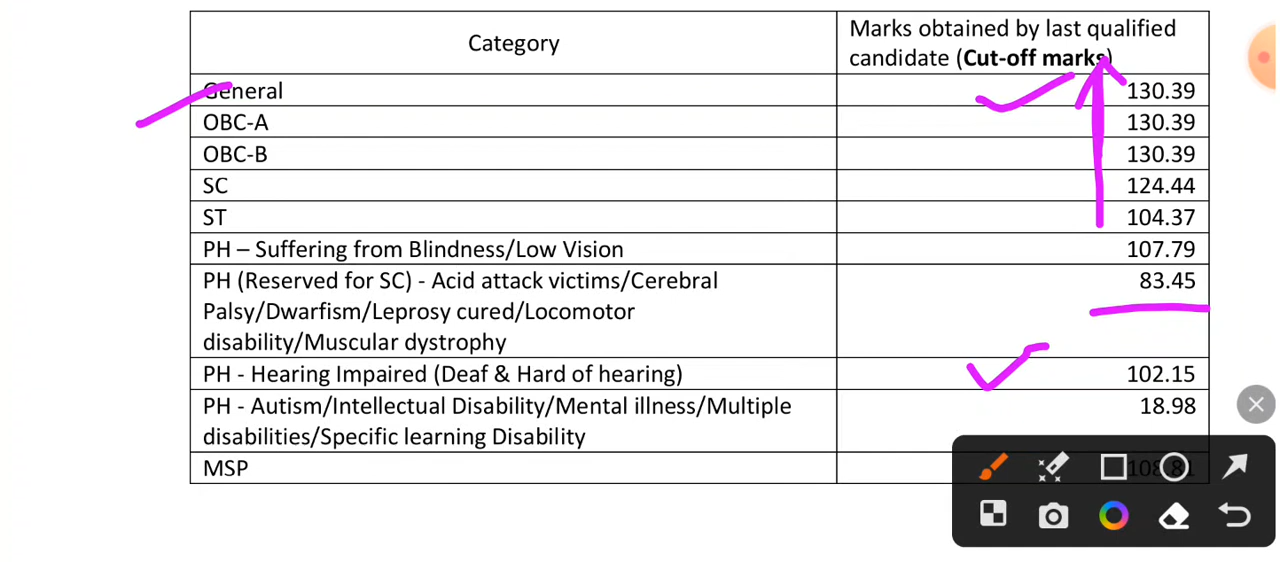 Category
Marks obtained by last qualified
candidate (Cut-off marks)
General 130.39
OBC-A 130.39
OBC-B 130.39
SC 124.44
ST 104.37
PH – Suffering from Blindness/Low Vision 107.79
PH (Reserved for SC) - Acid attack victims/Cerebral 83.45
Palsy/Dwarfism/Leprosy cured/Locomotor
disability/Muscular dystrophy
PH - Hearing Impaired (Deaf & Hard of hearing) 102.15
PH - Autism/Intellectual Disability/Mental illness/Multiple 18.98
disabilities/Specific learning Disability
MSP 108.81